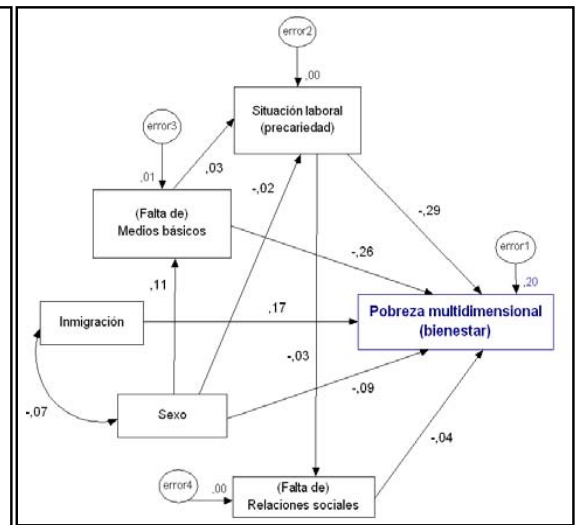 error2
,00
Situación laboral
(precariedad)
error3
,01
,03
-,02
(Falta de)
Medios básicos
-,29
-,26
error1
,20
,11
Pobreza multidimensional
(bienestar)
Inmigración
,17
-,03
-,09
-,07
Sexo
-,04
error4
,00
(Falta de)
Relaciones sociales